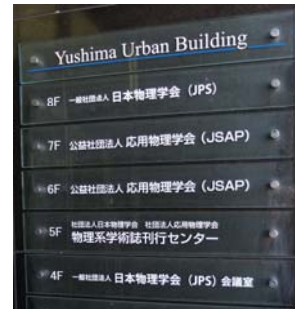 Yushima Urban Building
8F 一般社団法人 日本物理学会 (JPS)
7F 公益社団法人 応用物理学会 (JSAP)
6F 公益社団法人 応用物理学会 (JSAP)
社団法人日本物理学会 社団法人応用物理学会
5F 物理系学術誌刊行センター
4F 一般社団法人 日本物理学会 (JPS) 会議室